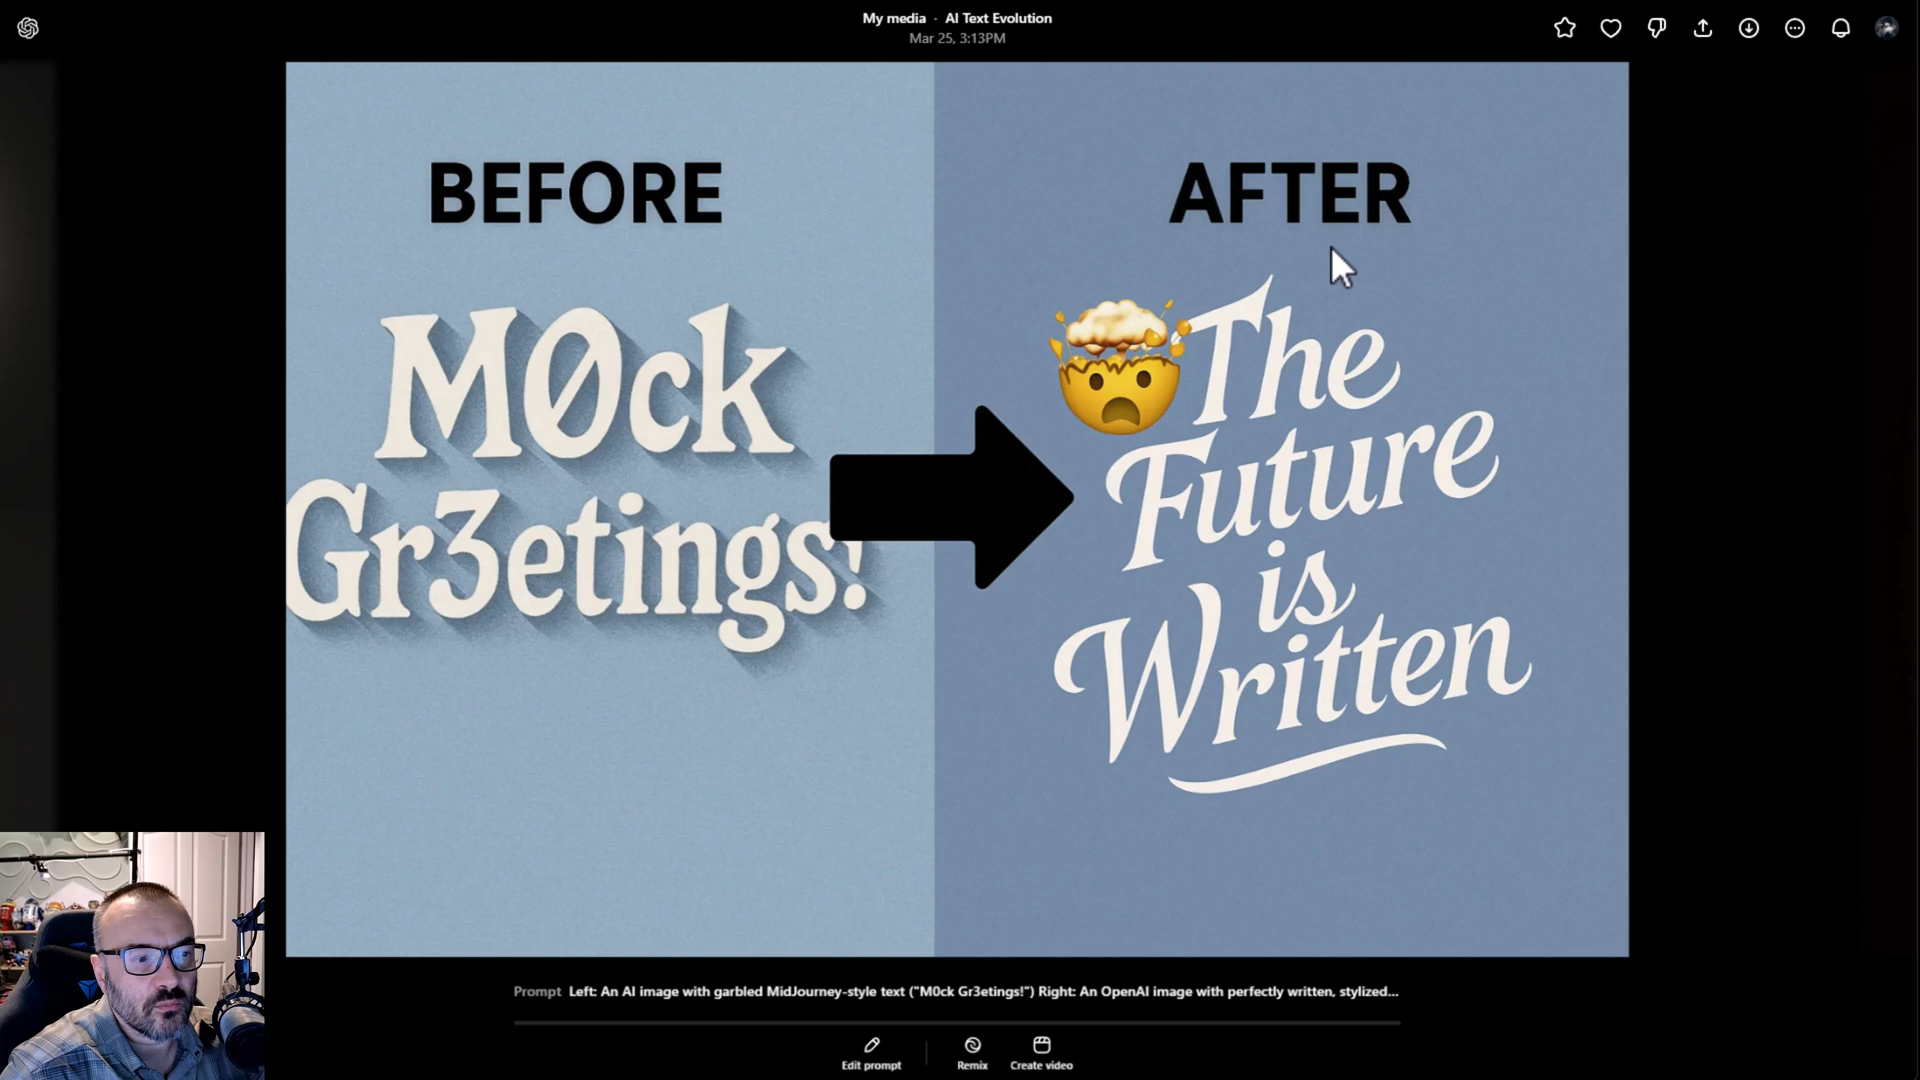 My media · AI Text Evolution
Mar 25, 3:13PM
BEFORE
M0ck
Gr3etings!
AFTER
The
Future
is
Written
Prompt Left: An AI image with garbled MidJourney-style text ("M0ck Gr3etings!") Right: An OpenAI image with perfectly written, stylized...
Edit prompt
Remix
Create video